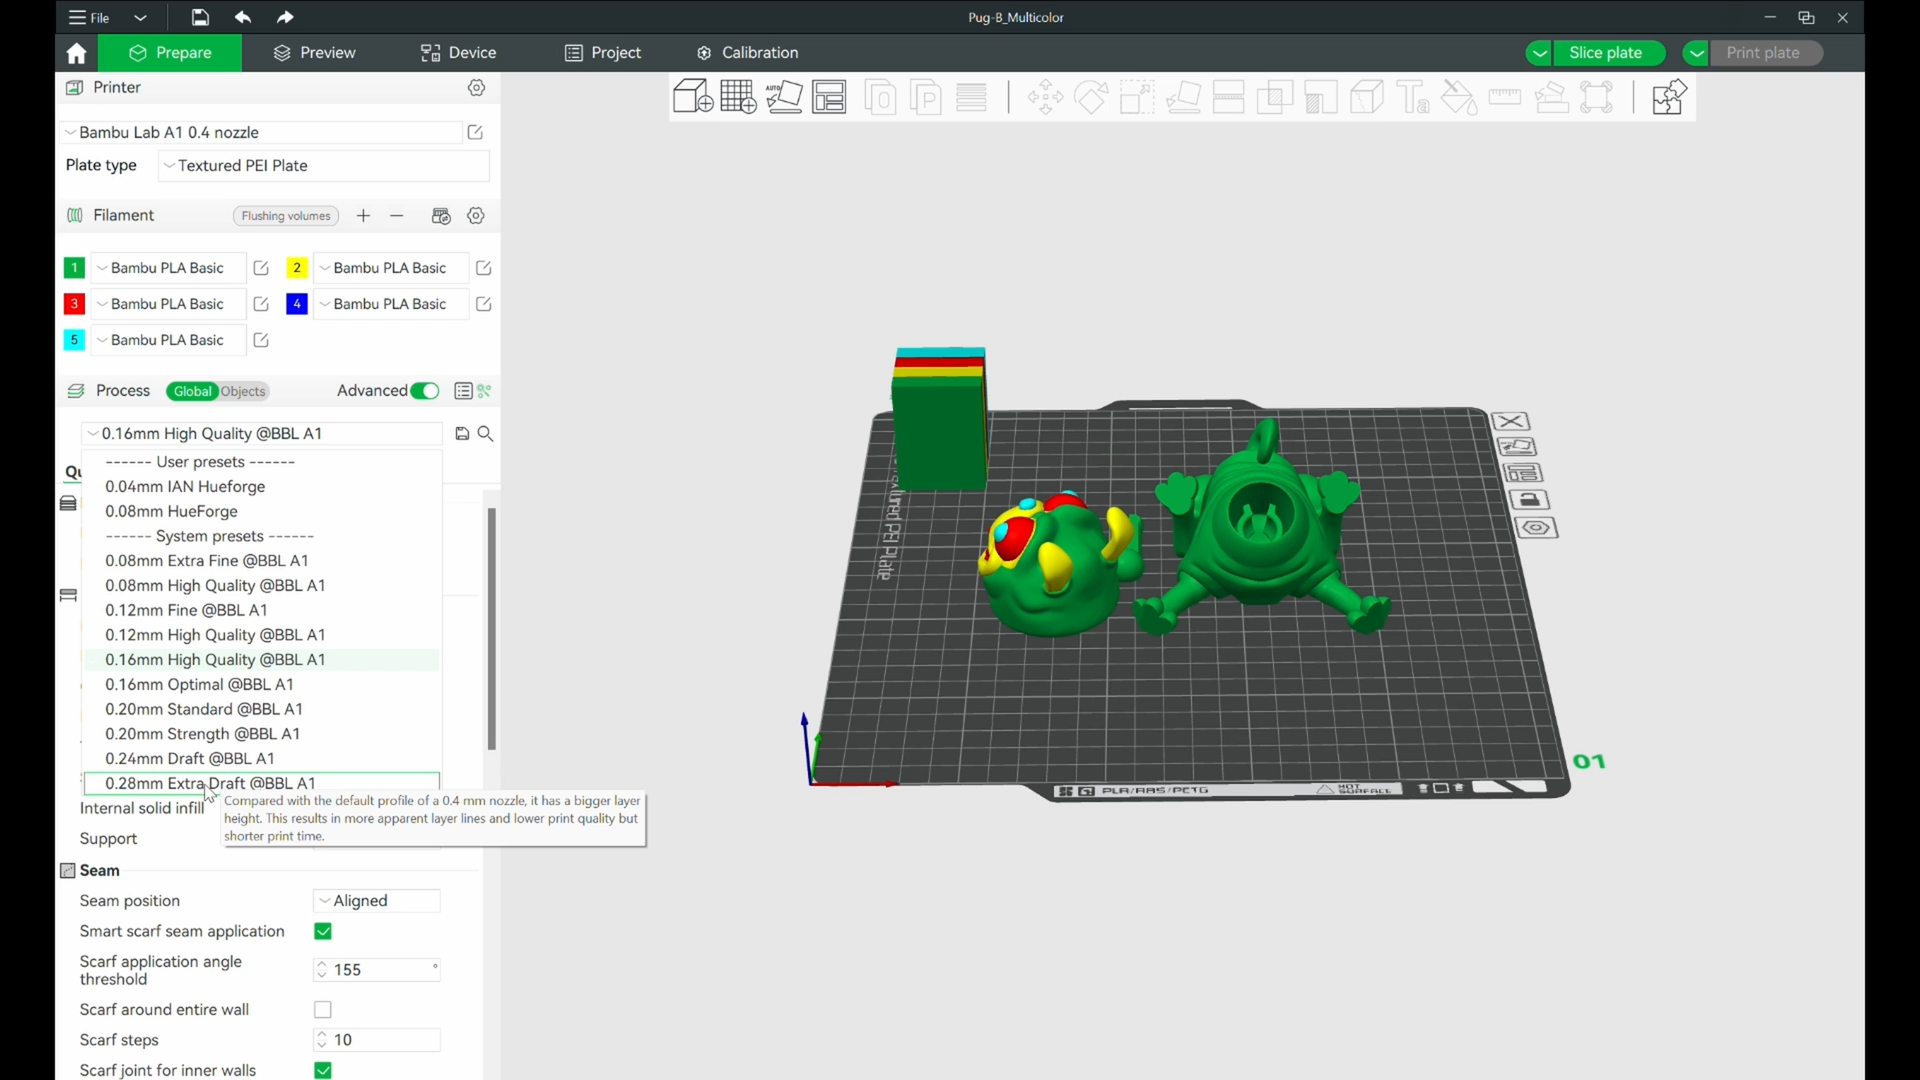 File
Pug-B_Multicolor
Prepare
Preview
Device
Project
Calibration
Slice plate
Print plate
Printer
Bambu Lab A1 0.4 nozzle
Plate type
Textured PEI Plate
Filament
Flushing volumes
1 Bambu PLA Basic
2 Bambu PLA Basic
3 Bambu PLA Basic
4 Bambu PLA Basic
5 Bambu PLA Basic
Process
Global
Objects
Advanced
0.16mm High Quality @BBL A1
------ User presets ------
0.04mm IAN Hueforge
0.08mm HueForge
------ System presets ------
0.08mm Extra Fine @BBL A1
0.08mm High Quality @BBL A1
0.12mm Fine @BBL A1
0.12mm High Quality @BBL A1
0.16mm High Quality @BBL A1
0.16mm Optimal @BBL A1
0.20mm Standard @BBL A1
0.20mm Strength @BBL A1
0.24mm Draft @BBL A1
0.28mm Extra Draft @BBL A1
Compared with the default profile of a 0.4 mm nozzle, it has a bigger layer
height. This results in more apparent layer lines and lower print quality but
shorter print time.
Internal solid infill
Support
Seam
Seam position
Aligned
Smart scarf seam application
Scarf application angle
threshold
155 °
Scarf around entire wall
Scarf steps
10
Scarf joint for inner walls
AUTO
O
P
Ta
PEI Plate
01
PLA/ABS/PETG
HOT
SURFACE